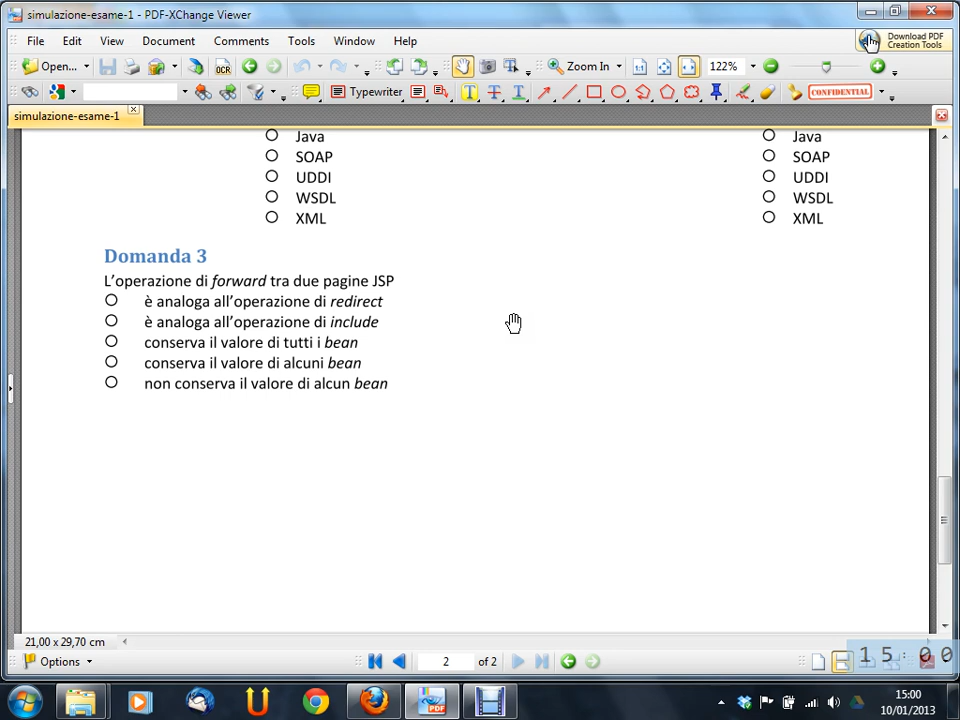 simulazione-esame-1 - PDF-XChange Viewer
File Edit View Document Comments Tools Window Help
Download PDF
Creation Tools
Open... OCR Zoom In 122%
Typewriter CONFIDENTIAL
simulazione-esame-1
Java Java
SOAP SOAP
UDDI UDDI
WSDL WSDL
XML XML
Domanda 3
L'operazione di forward tra due pagine JSP
è analoga all'operazione di redirect
è analoga all'operazione di include
conserva il valore di tutti i bean
conserva il valore di alcuni bean
non conserva il valore di alcun bean
21,00 x 29,70 cm
Options 2 of 2
15:00
15:00
10/01/2013